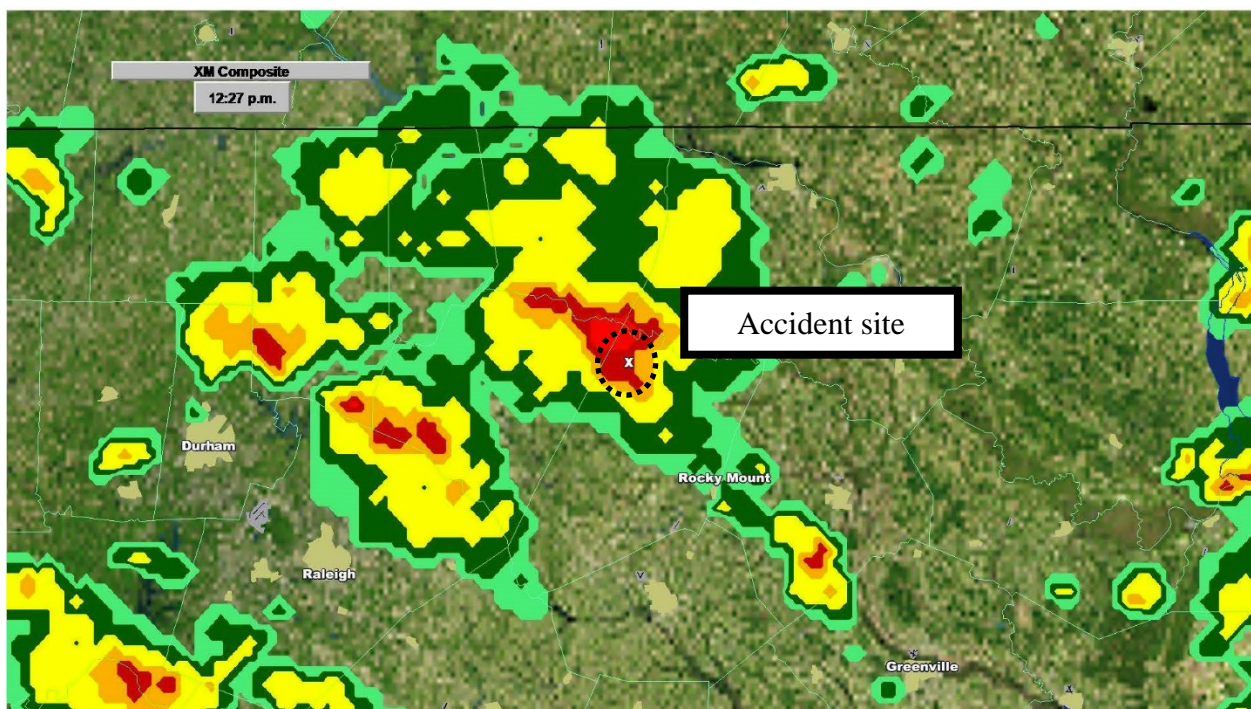 XM Composite
12:27 p.m.
Accident site
X
Durham
Rocky Mount
Raleigh
Greenville